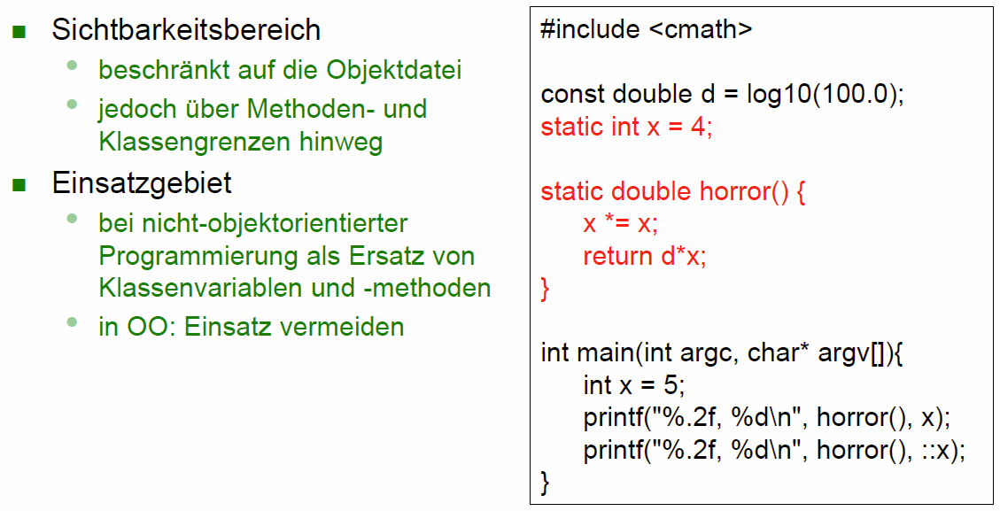 Sichtbarkeitsbereich
beschränkt auf die Objektdatei
jedoch über Methoden- und
Klassengrenzen hinweg
Einsatzgebiet
bei nicht-objektorientierter
Programmierung als Ersatz von
Klassenvariablen und -methoden
in OO: Einsatz vermeiden
#include <cmath>
const double d = log10(100.0);
static int x = 4;
static double horror() {
x *= x;
return d*x;
}
int main(int argc, char* argv[]){
int x = 5;
printf("%.2f, %d\n", horror(), x);
printf("%.2f, %d\n", horror(), ::x);
}